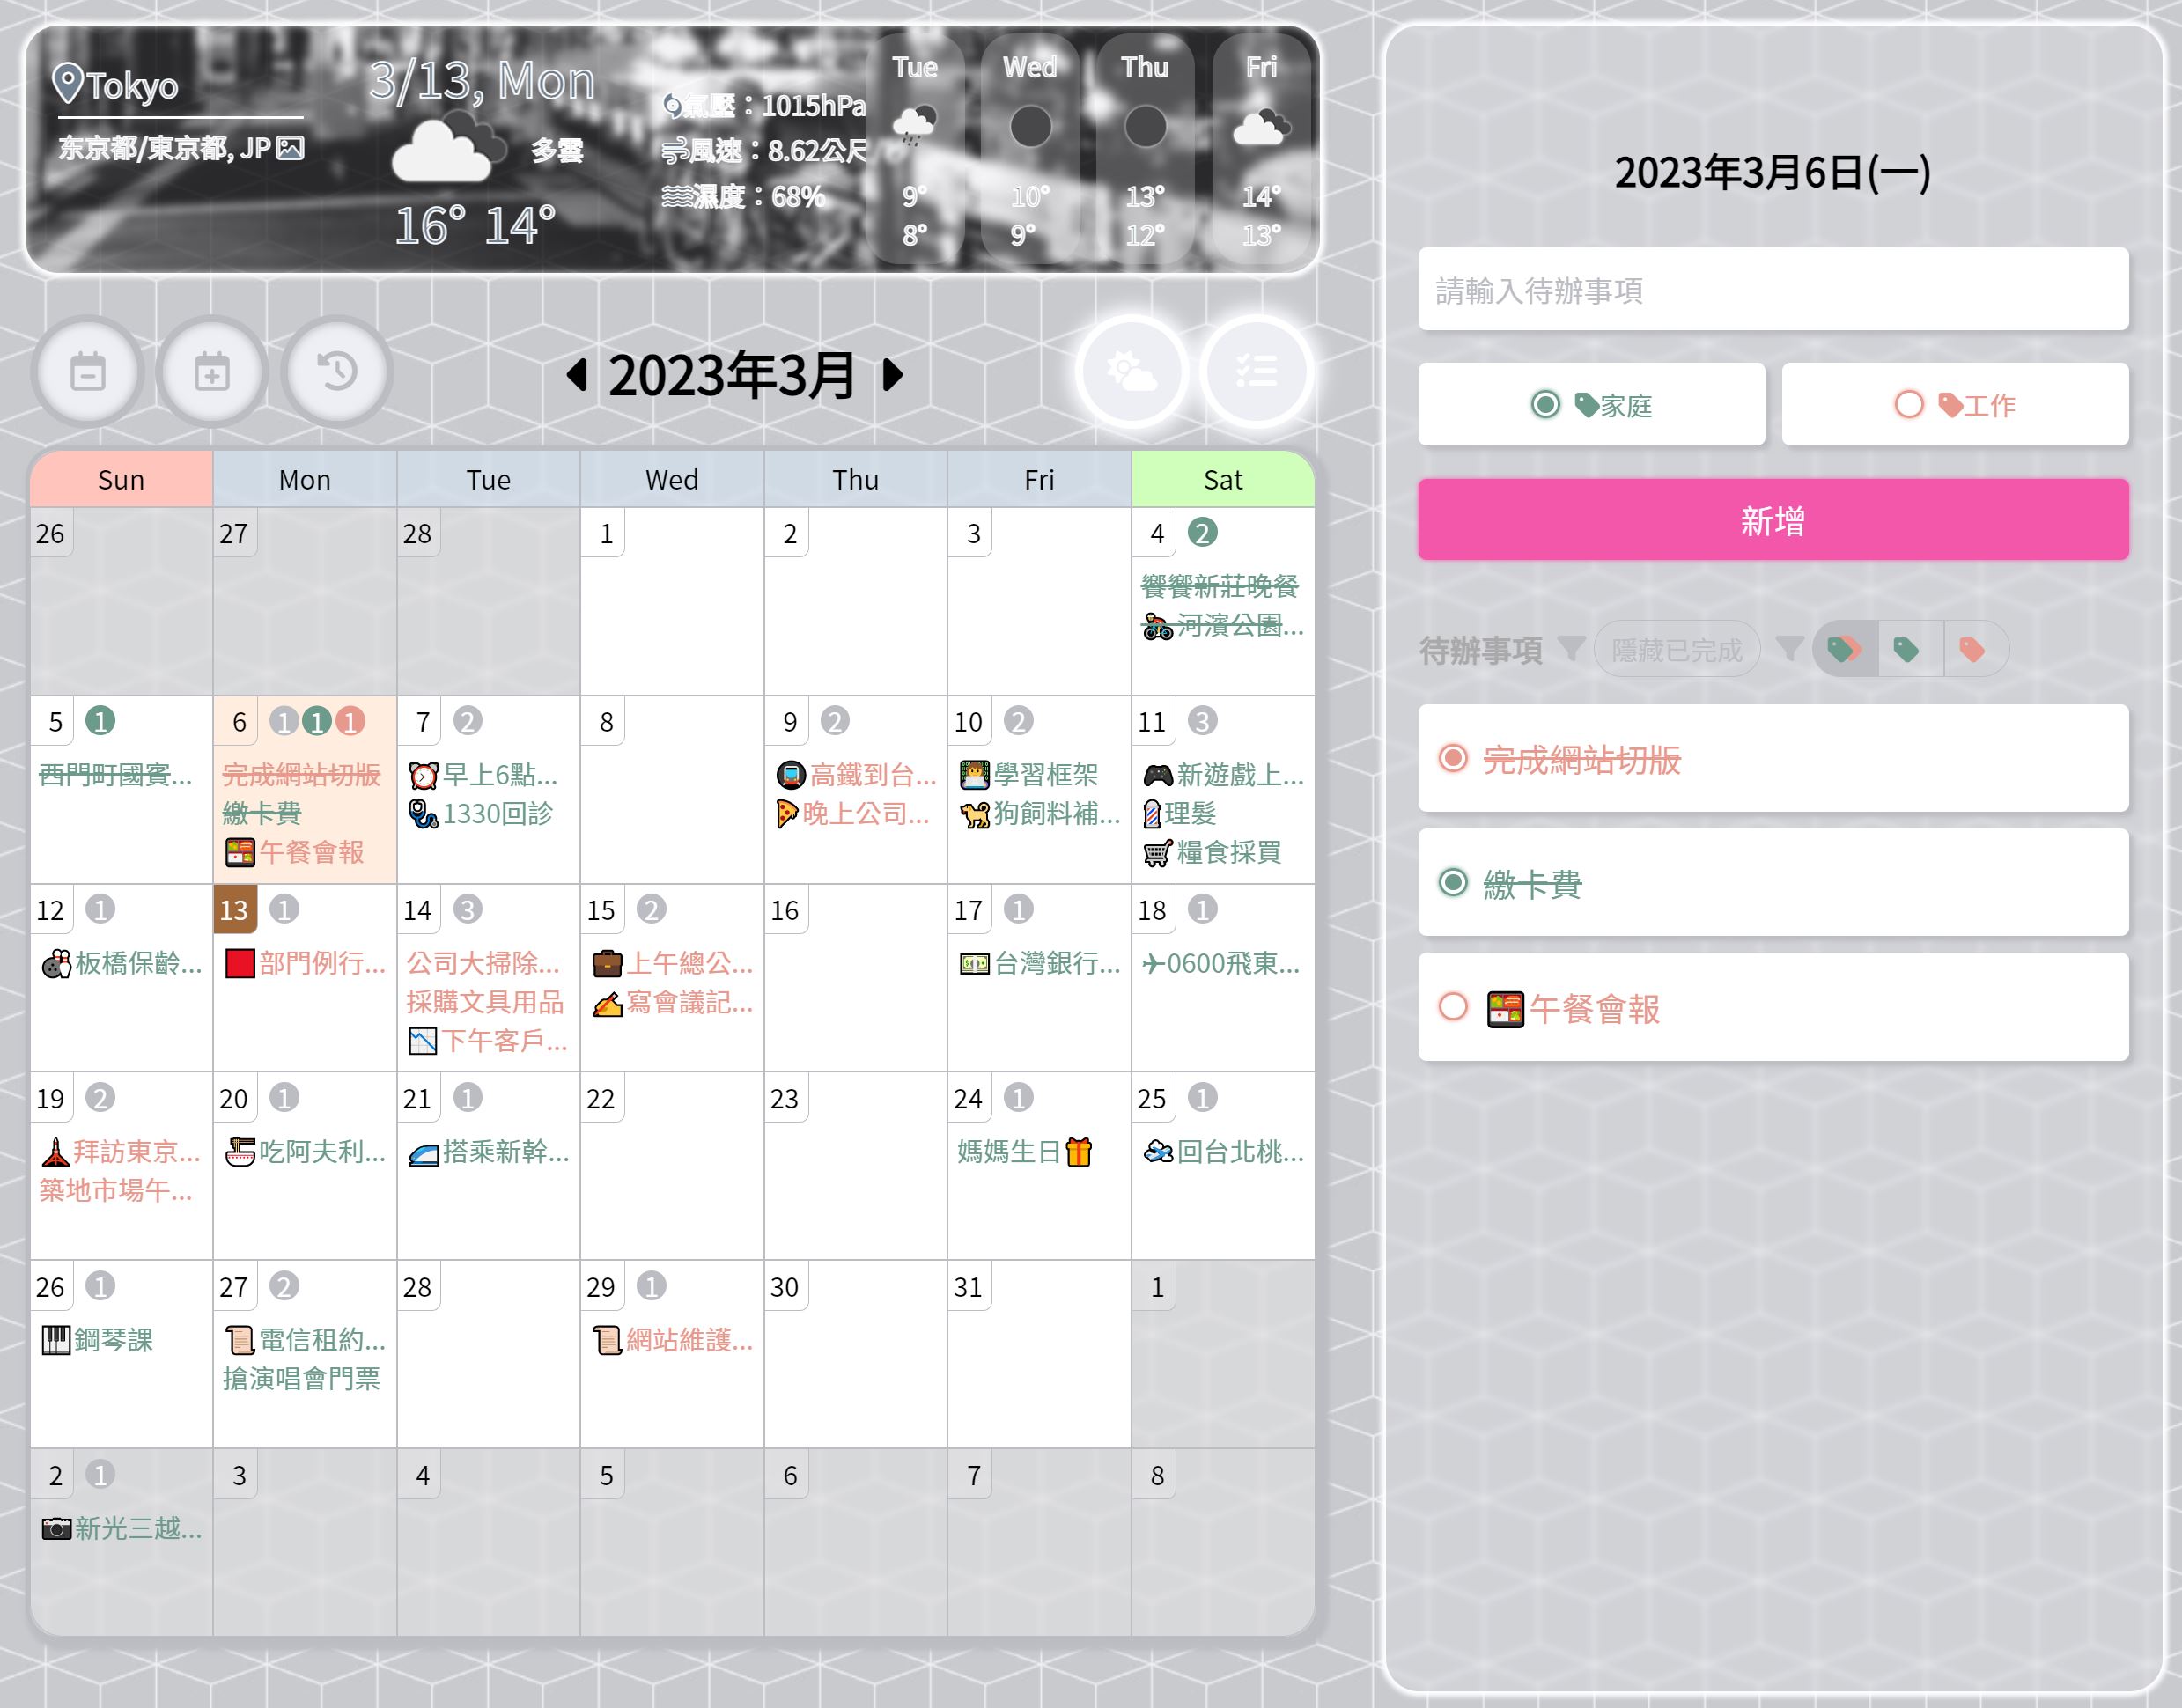 Tokyo
东京都/東京都, JP
3/13, Mon
多雲
16° 14°
氣壓：1015hPa
風速：8.62公尺
濕度：68%
Tue
9°
8°
Wed
10°
9°
Thu
13°
12°
Fri
14°
13°
2023年3月
Sun Mon Tue Wed Thu Fri Sat
26 27 28 1 2 3 4 2
饗饗新莊晚餐
河濱公園...
5 1
西門町國賓...
6 1 1 1
完成網站切版
繳卡費
午餐會報
7 2
早上6點...
1330回診
8
9 2
高鐵到台...
晚上公司...
10 2
學習框架
狗飼料補...
11 3
新遊戲上...
理髮
糧食採買
12 1
板橋保齡...
13 1
部門例行...
14 3
公司大掃除...
採購文具用品
下午客戶...
15 2
上午總公...
寫會議記...
16
17 1
台灣銀行...
18 1
0600飛東...
19 2
拜訪東京...
築地市場午...
20 1
吃阿夫利...
21 1
搭乘新幹...
22
23
24 1
媽媽生日
25 1
回台北桃...
26 1
鋼琴課
27 2
電信租約...
搶演唱會門票
28
29 1
網站維護...
30
31
1
2 1
新光三越...
3
4
5
6
7
8
2023年3月6日(一)
請輸入待辦事項
家庭
工作
新增
待辦事項 隱藏已完成
完成網站切版
繳卡費
午餐會報